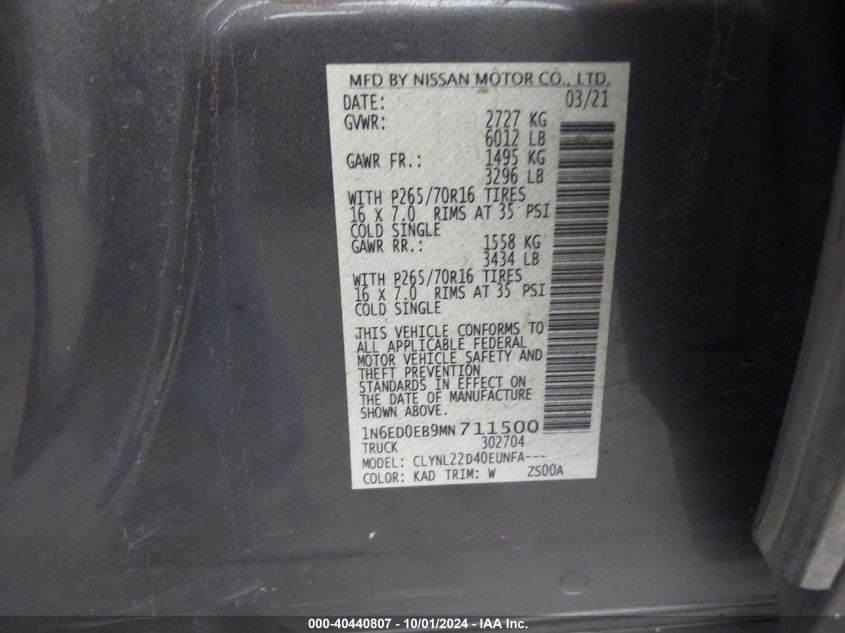 MFD BY NISSAN MOTOR CO., LTD.
DATE: 03/21
GVWR: 2727 KG
6012 LB
GAWR FR.: 1495 KG
3296 LB
WITH P265/70R16 TIRES
16 X 7.0 RIMS AT 35 PSI
COLD SINGLE
GAWR RR.: 1558 KG
3434 LB
WITH P265/70R16 TIRES
16 X 7.0 RIMS AT 35 PSI
COLD SINGLE
THIS VEHICLE CONFORMS TO
ALL APPLICABLE FEDERAL
MOTOR VEHICLE SAFETY AND
THEFT PREVENTION
STANDARDS IN EFFECT ON
THE DATE OF MANUFACTURE
SHOWN ABOVE.
1N6ED0EB9MN711500
TRUCK 302704
MODEL: CLYNL22D40EUNFA---
COLOR: KAD TRIM: W ZS00A
000-40440807 - 10/01/2024 - IAA Inc.